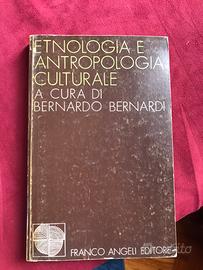 ETNOLOGIA E
ANTROPOLOGIA
CULTURALE
A CURA DI
BERNARDO BERNARDI
FRANCO ANGELI EDITORE